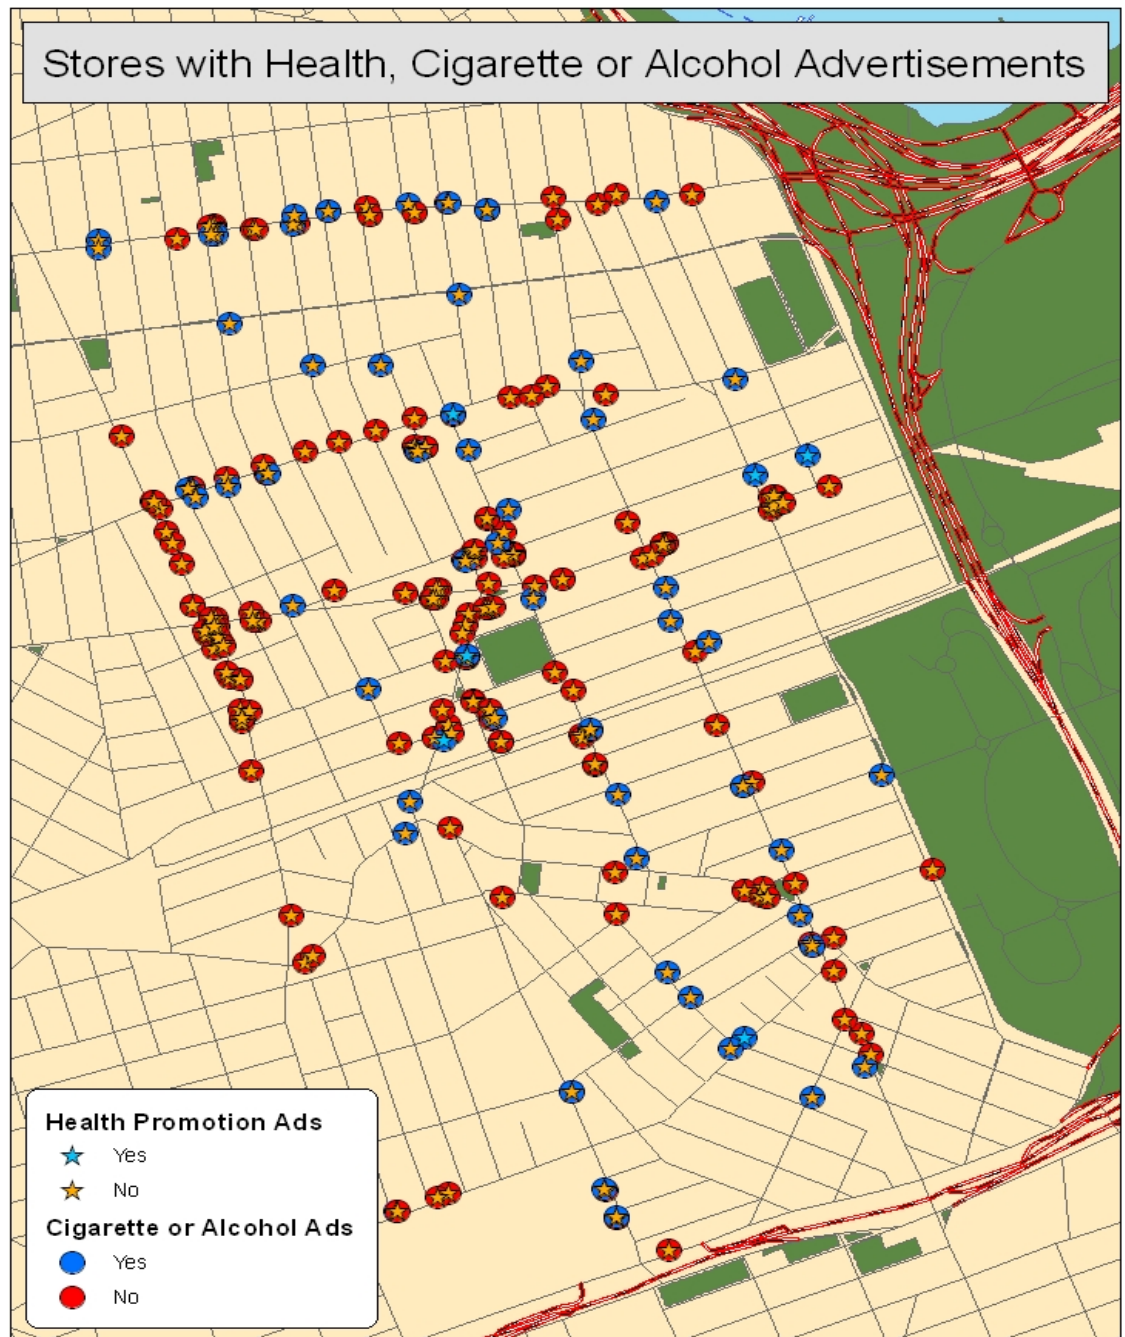 Stores with Health, Cigarette or Alcohol Advertisements
Health Promotion Ads
Yes
No
Cigarette or Alcohol Ads
Yes
No